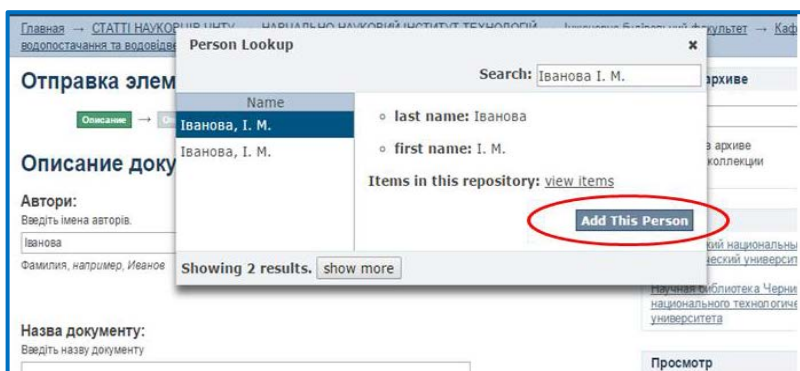 Главная → СТАТТІ НАУКОВЦІВ ЧНТУ → НАВЧАЛЬНО НАУКОВИЙ ІНСТИТУТ ТЕХНОЛОГІЙ → Інженерно будівельний факультет → Каф
водопостачання та водовідве
Person Lookup
Search: Іванова І. М.
Отправка элем
архиве
Name
Описание →
Іванова, І. М.
last name: Іванова
Іванова, І. М.
first name: І. М.
в архиве
коллекции
Описание доку
Items in this repository: view items
Автори:
Введіть імена авторів.
Add This Person
Іванова
кий национальны
ческий университ
Фамилия, например, Иванов
Showing 2 results. show more
Научная библиотека Черни
национального технологиче
университета
Назва документу:
Введіть назву документу
Просмотр